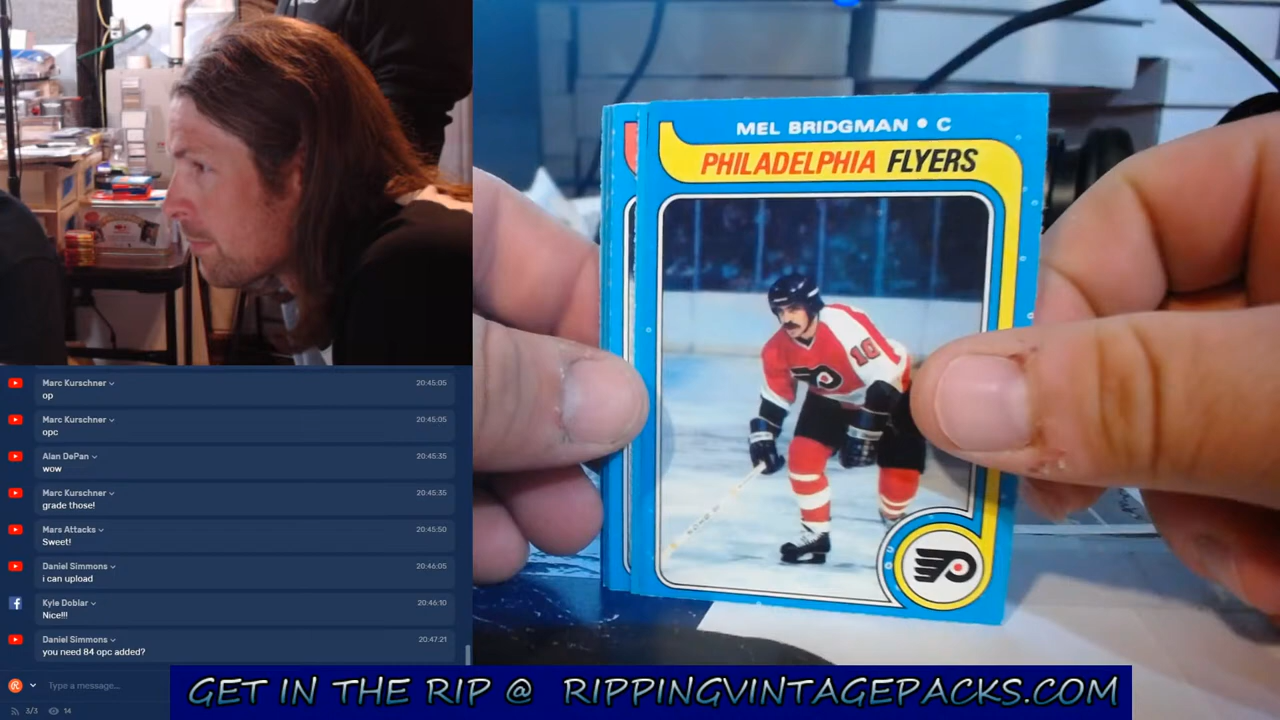 MEL BRIDGMAN • C
PHILADELPHIA FLYERS
10
Marc Kurschner 20:45:05
op
Marc Kurschner 20:45:05
opc
Alan DePan 20:45:35
wow
Marc Kurschner 20:45:35
grade those!
Mars Attacks 20:45:50
Sweet!
Daniel Simmons 20:46:05
i can upload
Kyle Doblar 20:46:10
Nice!!!
Daniel Simmons 20:47:21
you need 84 opc added?
Type a message...
3/3 14
GET IN THE RIP @ RIPPINGVINTAGEPACKS.COM